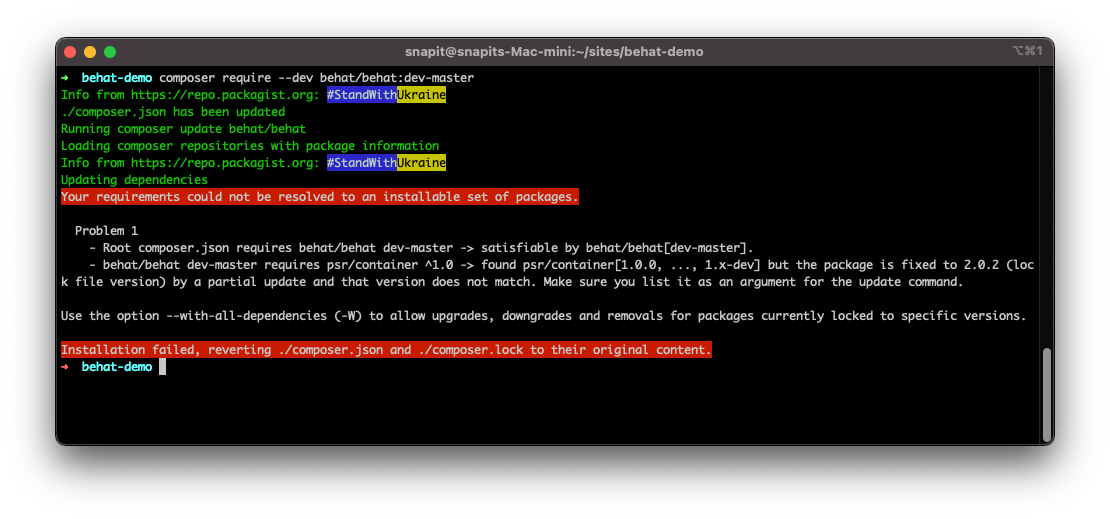 snapit@snapits-Mac-mini:~/sites/behat-demo
⌥⌘1
➜  behat-demo composer require --dev behat/behat:dev-master
Info from https://repo.packagist.org: #StandWithUkraine
./composer.json has been updated
Running composer update behat/behat
Loading composer repositories with package information
Info from https://repo.packagist.org: #StandWithUkraine
Updating dependencies
Your requirements could not be resolved to an installable set of packages.
Problem 1
- Root composer.json requires behat/behat dev-master -> satisfiable by behat/behat[dev-master].
- behat/behat dev-master requires psr/container ^1.0 -> found psr/container[1.0.0, ..., 1.x-dev] but the package is fixed to 2.0.2 (loc
k file version) by a partial update and that version does not match. Make sure you list it as an argument for the update command.
Use the option --with-all-dependencies (-W) to allow upgrades, downgrades and removals for packages currently locked to specific versions.
Installation failed, reverting ./composer.json and ./composer.lock to their original content.
➜  behat-demo